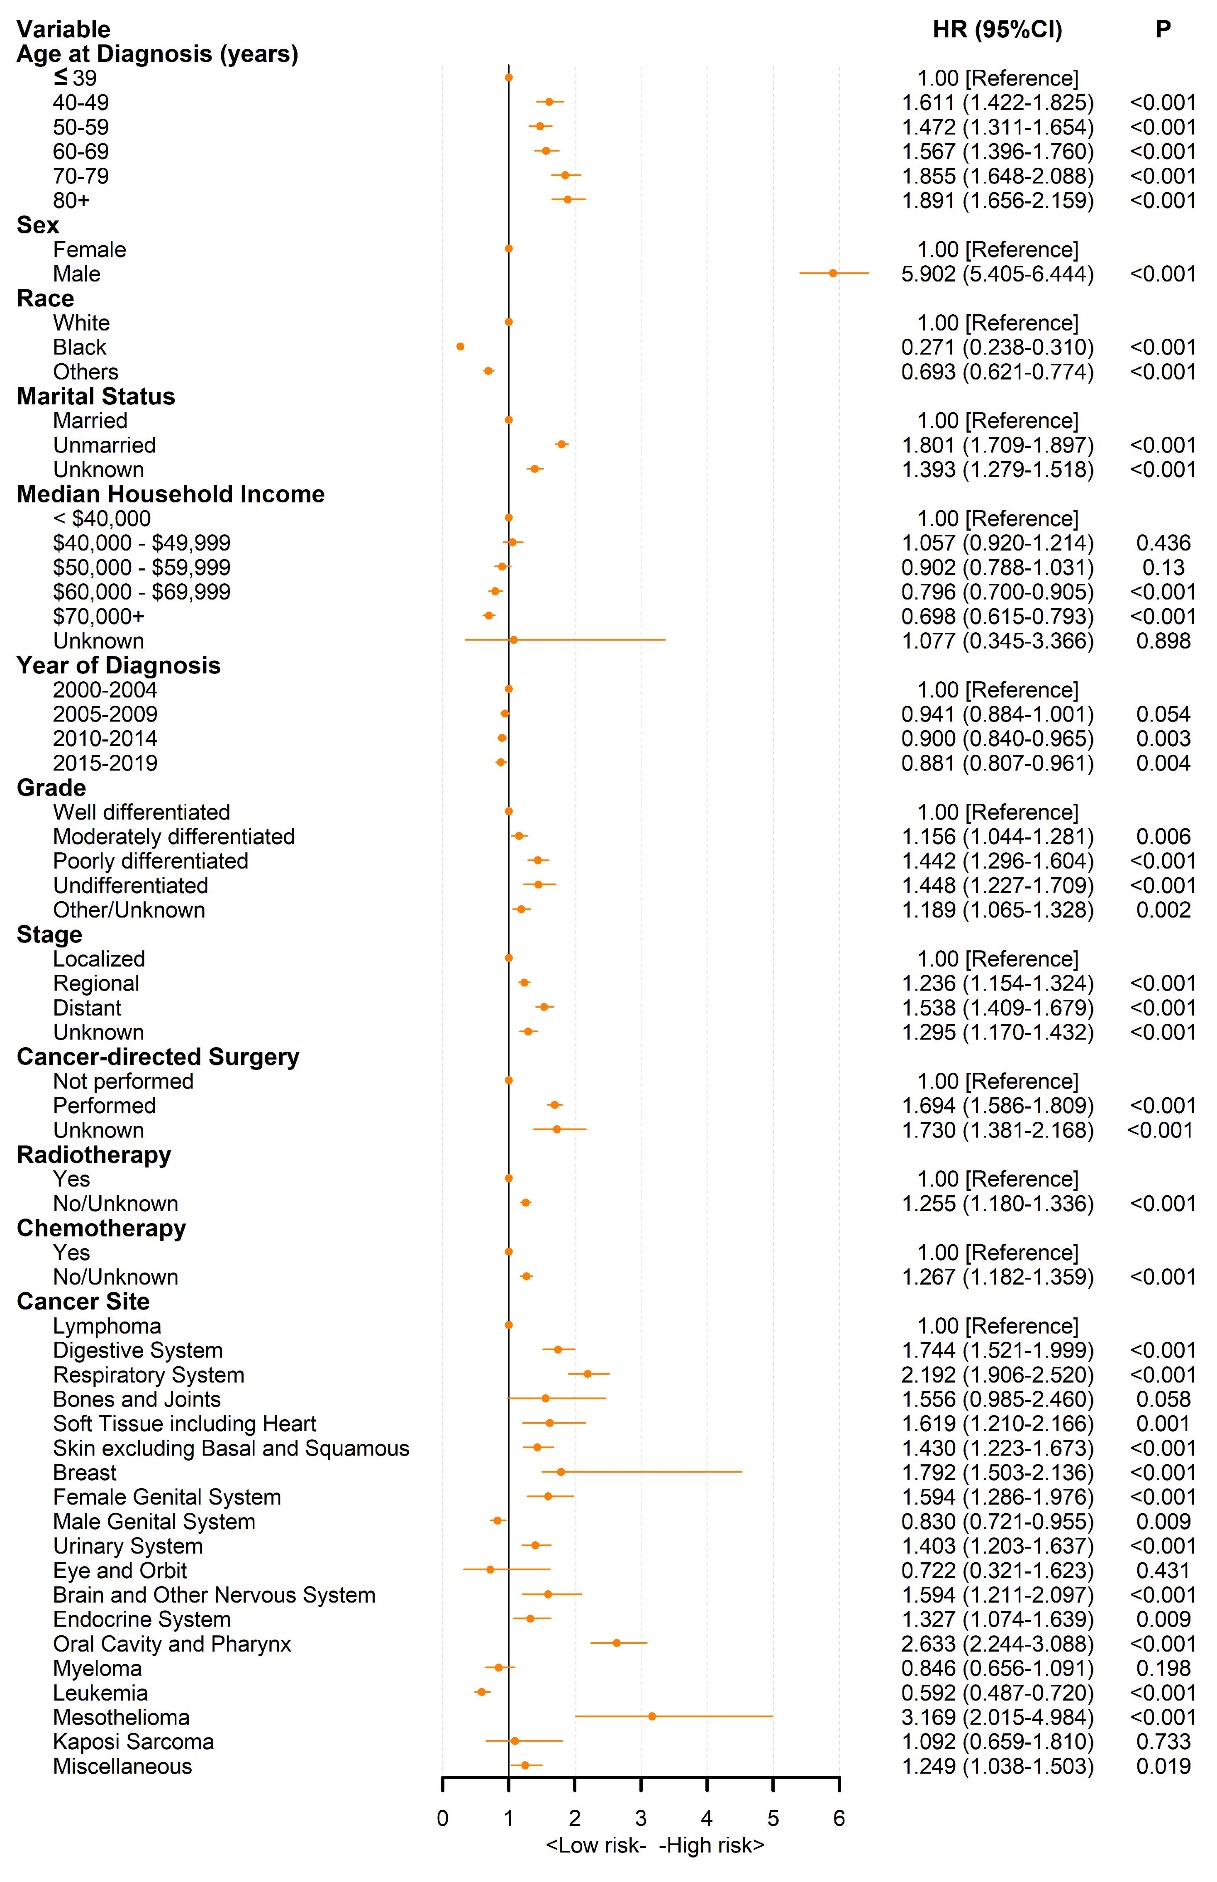 Variable HR (95%CI) P
Age at Diagnosis (years)
≤ 39 1.00 [Reference]
40-49 1.611 (1.422-1.825) <0.001
50-59 1.472 (1.311-1.654) <0.001
60-69 1.567 (1.396-1.760) <0.001
70-79 1.855 (1.648-2.088) <0.001
80+ 1.891 (1.656-2.159) <0.001
Sex
Female 1.00 [Reference]
Male 5.902 (5.405-6.444) <0.001
Race
White 1.00 [Reference]
Black 0.271 (0.238-0.310) <0.001
Others 0.693 (0.621-0.774) <0.001
Marital Status
Married 1.00 [Reference]
Unmarried 1.801 (1.709-1.897) <0.001
Unknown 1.393 (1.279-1.518) <0.001
Median Household Income
< $40,000 1.00 [Reference]
$40,000 - $49,999 1.057 (0.920-1.214) 0.436
$50,000 - $59,999 0.902 (0.788-1.031) 0.13
$60,000 - $69,999 0.796 (0.700-0.905) <0.001
$70,000+ 0.698 (0.615-0.793) <0.001
Unknown 1.077 (0.345-3.366) 0.898
Year of Diagnosis
2000-2004 1.00 [Reference]
2005-2009 0.941 (0.884-1.001) 0.054
2010-2014 0.900 (0.840-0.965) 0.003
2015-2019 0.881 (0.807-0.961) 0.004
Grade
Well differentiated 1.00 [Reference]
Moderately differentiated 1.156 (1.044-1.281) 0.006
Poorly differentiated 1.442 (1.296-1.604) <0.001
Undifferentiated 1.448 (1.227-1.709) <0.001
Other/Unknown 1.189 (1.065-1.328) 0.002
Stage
Localized 1.00 [Reference]
Regional 1.236 (1.154-1.324) <0.001
Distant 1.538 (1.409-1.679) <0.001
Unknown 1.295 (1.170-1.432) <0.001
Cancer-directed Surgery
Not performed 1.00 [Reference]
Performed 1.694 (1.586-1.809) <0.001
Unknown 1.730 (1.381-2.168) <0.001
Radiotherapy
Yes 1.00 [Reference]
No/Unknown 1.255 (1.180-1.336) <0.001
Chemotherapy
Yes 1.00 [Reference]
No/Unknown 1.267 (1.182-1.359) <0.001
Cancer Site
Lymphoma 1.00 [Reference]
Digestive System 1.744 (1.521-1.999) <0.001
Respiratory System 2.192 (1.906-2.520) <0.001
Bones and Joints 1.556 (0.985-2.460) 0.058
Soft Tissue including Heart 1.619 (1.210-2.166) 0.001
Skin excluding Basal and Squamous 1.430 (1.223-1.673) <0.001
Breast 1.792 (1.503-2.136) <0.001
Female Genital System 1.594 (1.286-1.976) <0.001
Male Genital System 0.830 (0.721-0.955) 0.009
Urinary System 1.403 (1.203-1.637) <0.001
Eye and Orbit 0.722 (0.321-1.623) 0.431
Brain and Other Nervous System 1.594 (1.211-2.097) <0.001
Endocrine System 1.327 (1.074-1.639) 0.009
Oral Cavity and Pharynx 2.633 (2.244-3.088) <0.001
Myeloma 0.846 (0.656-1.091) 0.198
Leukemia 0.592 (0.487-0.720) <0.001
Mesothelioma 3.169 (2.015-4.984) <0.001
Kaposi Sarcoma 1.092 (0.659-1.810) 0.733
Miscellaneous 1.249 (1.038-1.503) 0.019
0 1 2 3 4 5 6
<Low risk- -High risk>